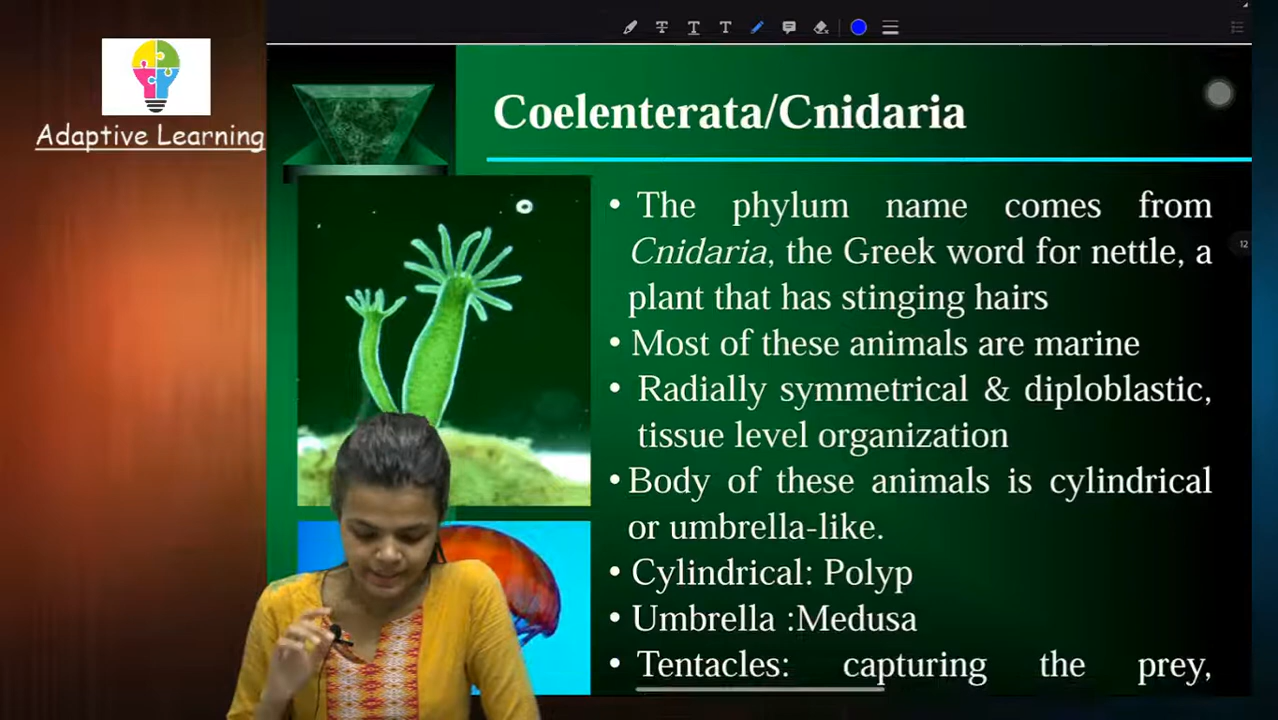 Adaptive Learning
T T T
Coelenterata/Cnidaria
• The phylum name comes from
Cnidaria, the Greek word for nettle, a
plant that has stinging hairs
• Most of these animals are marine
• Radially symmetrical & diploblastic,
tissue level organization
• Body of these animals is cylindrical
or umbrella-like.
• Cylindrical: Polyp
• Umbrella :Medusa
• Tentacles: capturing the prey,
12